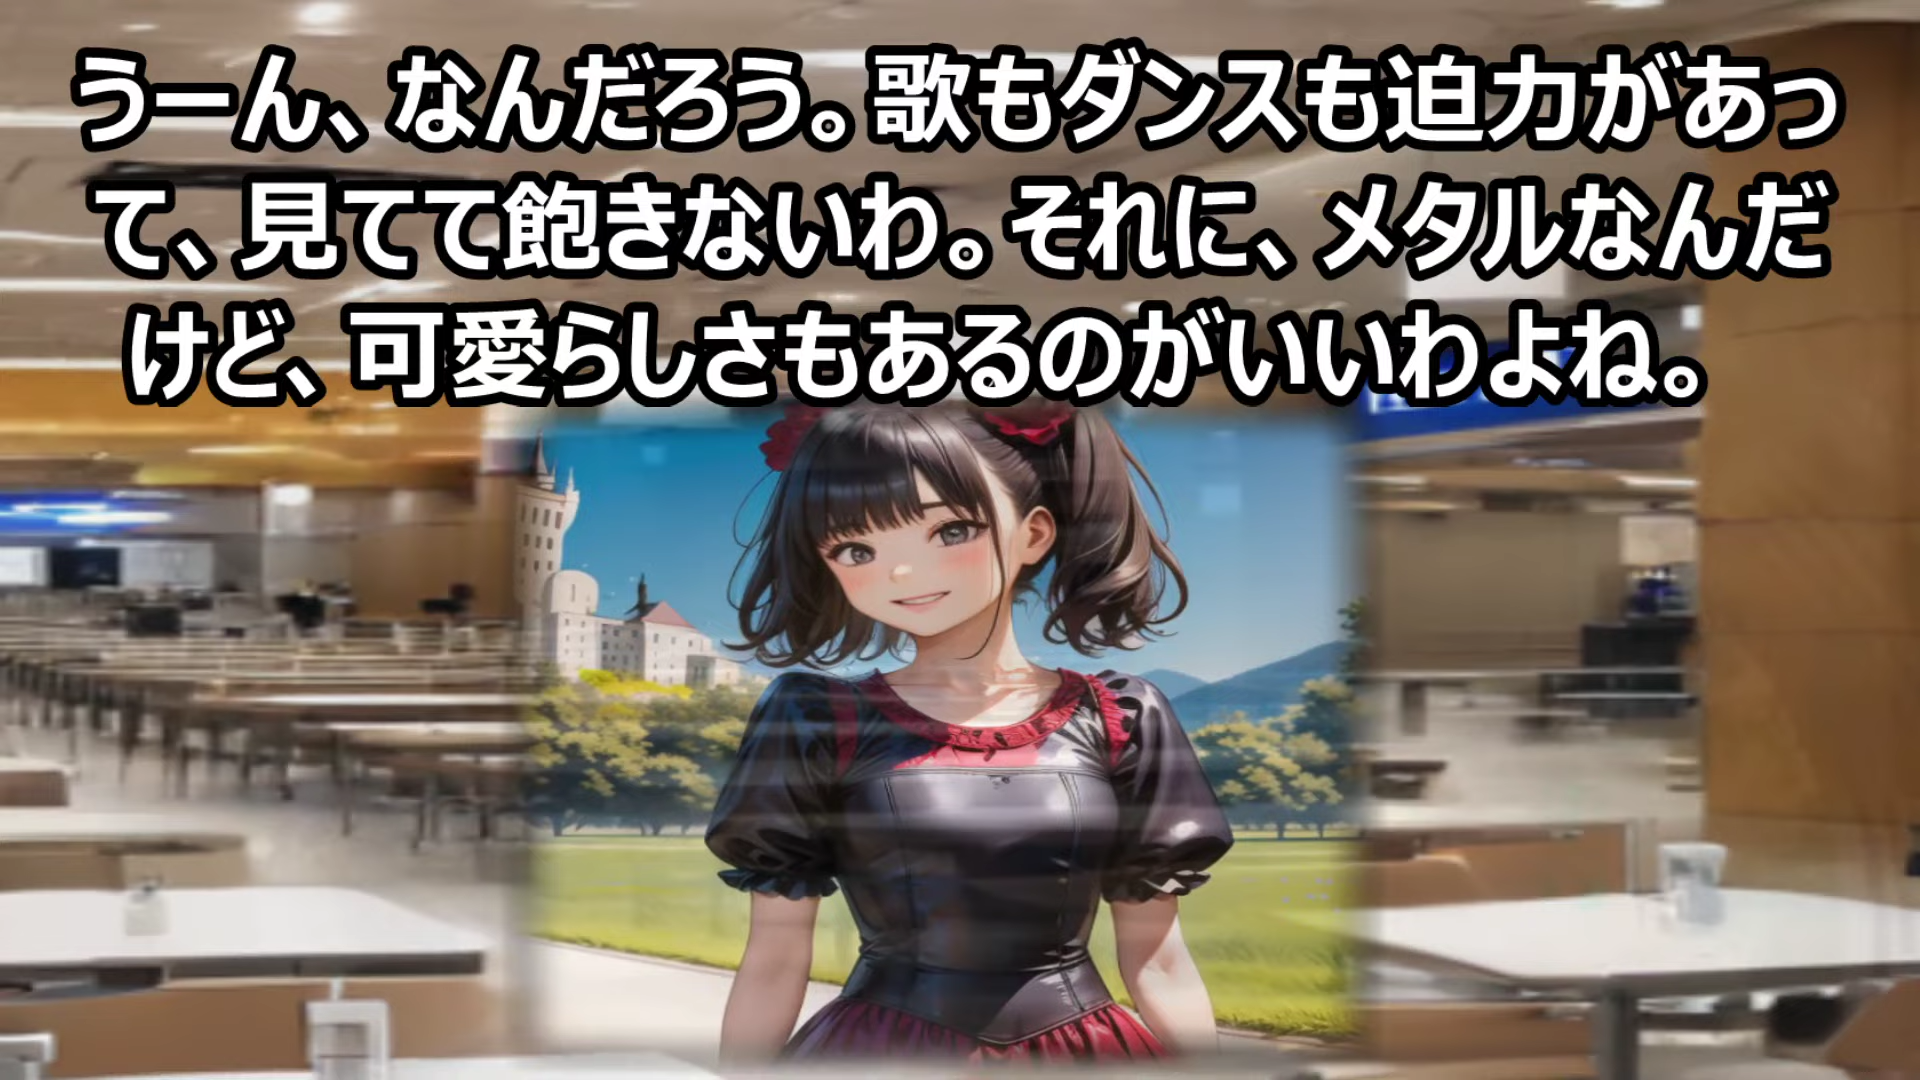 うーん、なんだろう。歌もダンスも迫力があっ
て、見てて飽きないわ。それに、メタルなんだ
けど、可愛らしさもあるのがいいわよね。